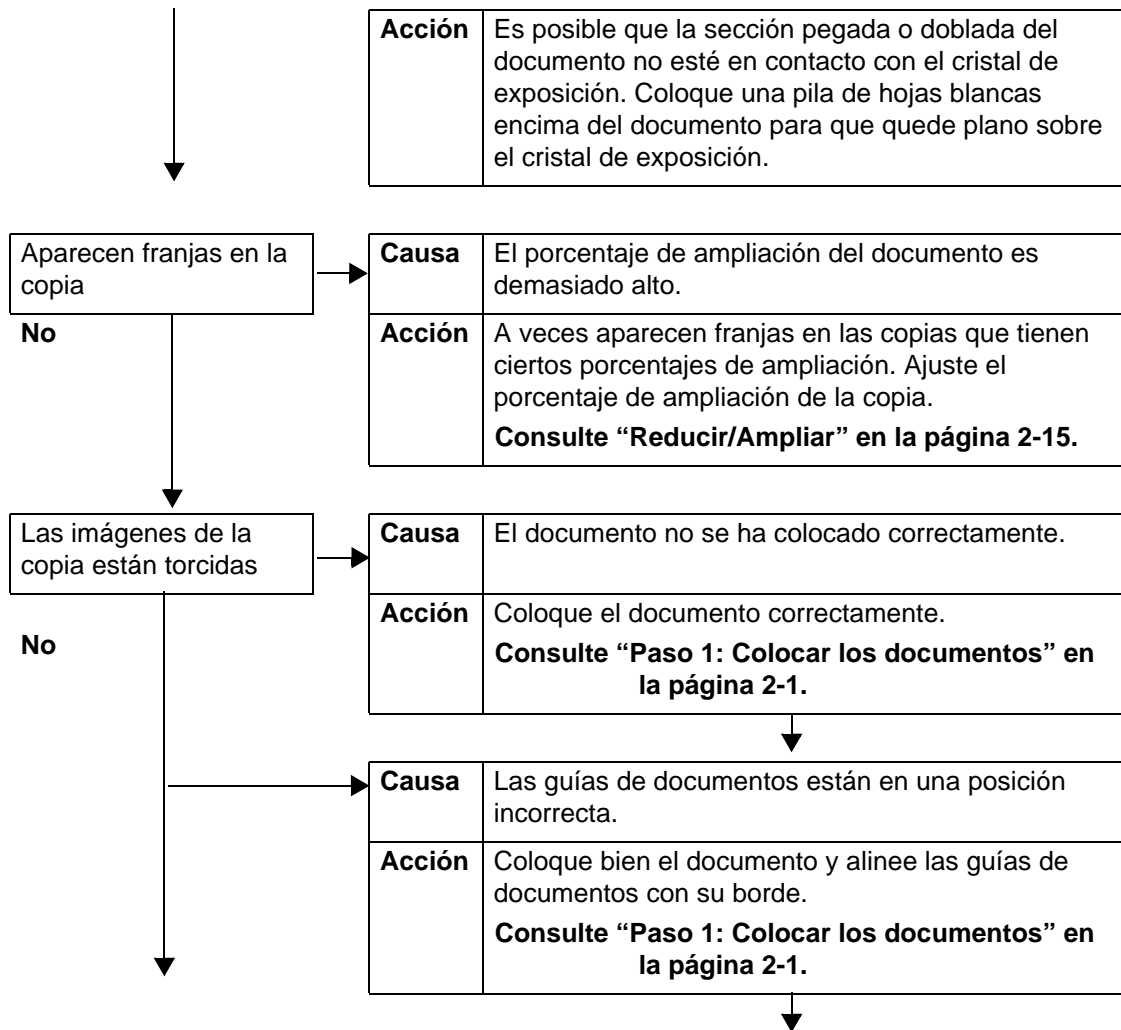 Acción
Es posible que la sección pegada o doblada del
documento no esté en contacto con el cristal de
exposición. Coloque una pila de hojas blancas
encima del documento para que quede plano sobre
el cristal de exposición.
Aparecen franjas en la
copia
Causa
El porcentaje de ampliación del documento es
demasiado alto.
No
Acción
A veces aparecen franjas en las copias que tienen
ciertos porcentajes de ampliación. Ajuste el
porcentaje de ampliación de la copia.
Consulte “Reducir/Ampliar” en la página 2-15.
Las imágenes de la
copia están torcidas
Causa
El documento no se ha colocado correctamente.
No
Acción
Coloque el documento correctamente.
Consulte “Paso 1: Colocar los documentos” en
la página 2-1.
Causa
Las guías de documentos están en una posición
incorrecta.
Acción
Coloque bien el documento y alinee las guías de
documentos con su borde.
Consulte “Paso 1: Colocar los documentos” en
la página 2-1.